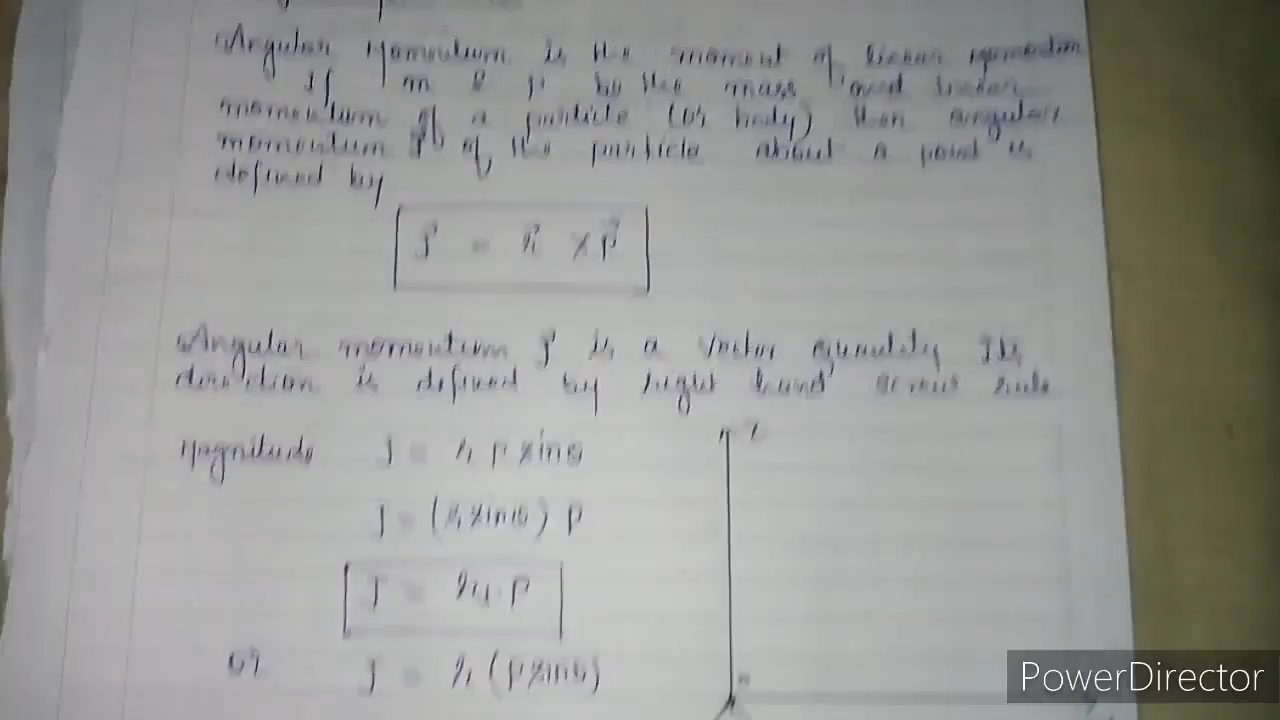 Angular Momentum is the moment of linear momentum
If m & p be the mass and linear
momentum of a particle (or body) then angular
momentum J⃗ of the particle about a point is
defined by
J⃗ = r⃗ × p⃗
Angular momentum J⃗ is a vector quantity Its
direction is defined by right hand screw rule
Magnitude J = r p sinθ
J = (r sinθ) p
J = r⊥ . p
or J = r (p sinθ)
z
PowerDirector